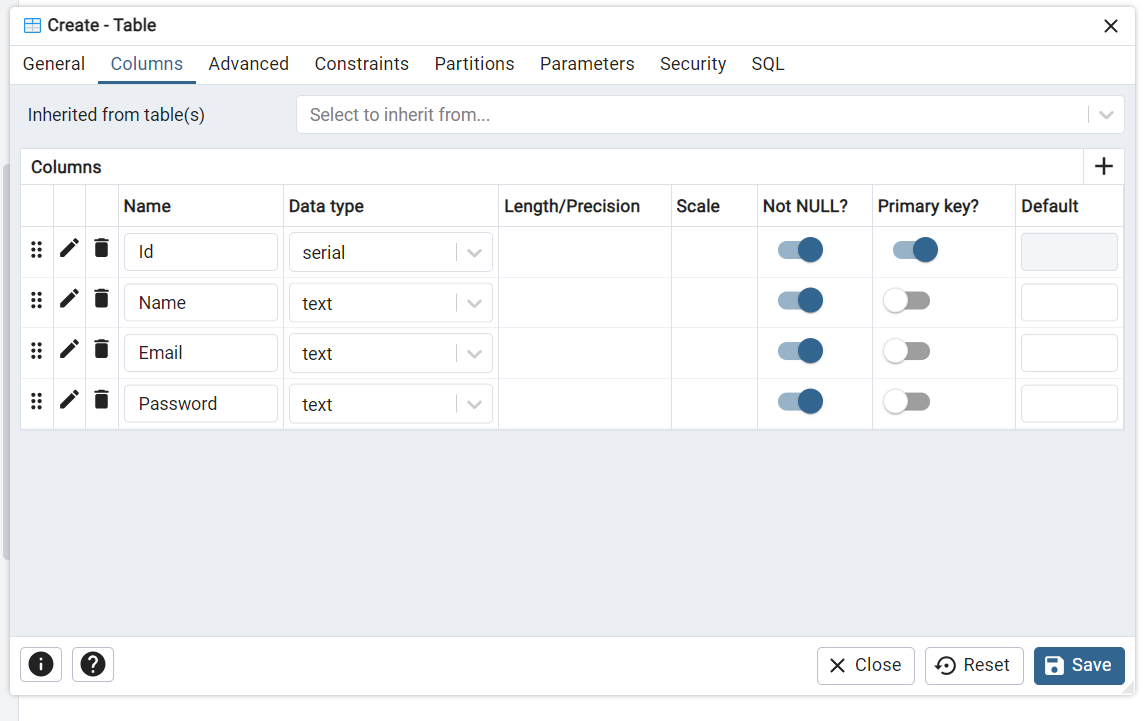 Create - Table
General Columns Advanced Constraints Partitions Parameters Security SQL
Inherited from table(s) Select to inherit from...
Columns
Name Data type Length/Precision Scale Not NULL? Primary key? Default
Id serial
Name text
Email text
Password text
Close Reset Save